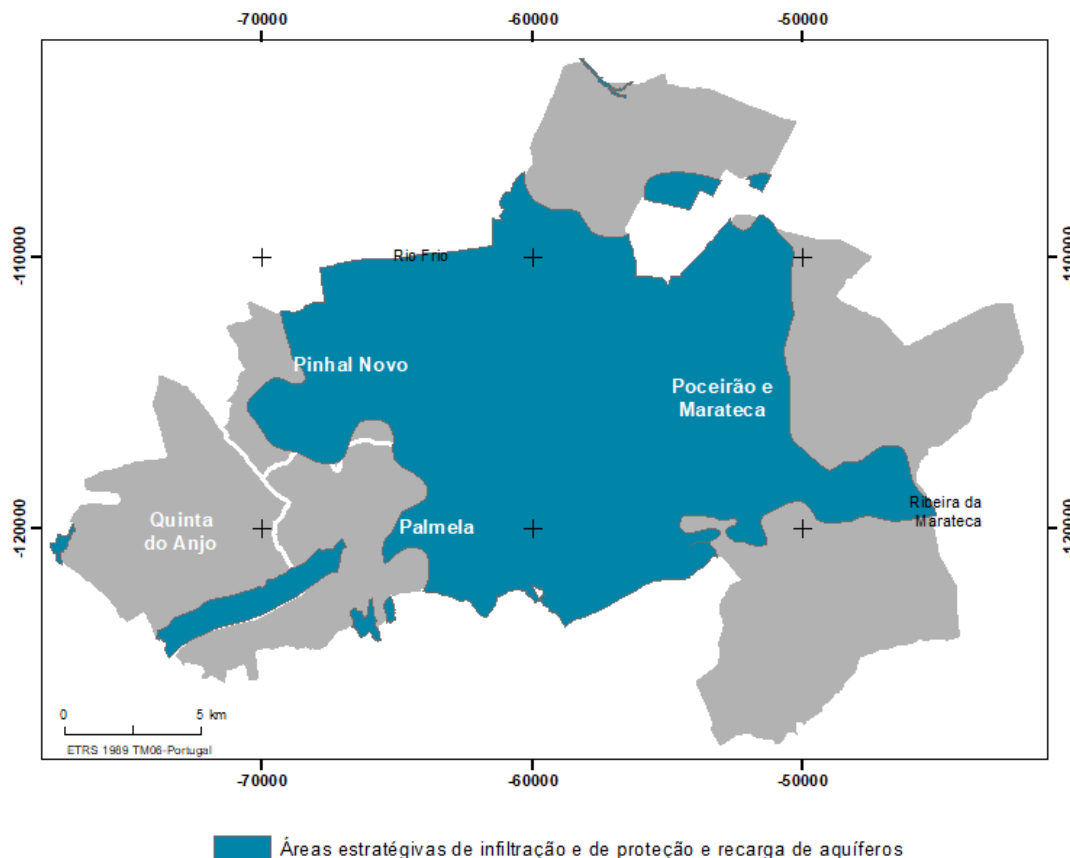 -70000
-60000
-50000
Rio Frio
-110000
-110000
Pinhal Novo
Poceirão e
Marateca
Quinta
do Anjo
Palmela
Ribeira da
Marateca
-120000
-120000
0
5 km
ETRS 1989 TM06-Portugal
-70000
-60000
-50000
Áreas estratégivas de infiltração e de proteção e recarga de aquíferos